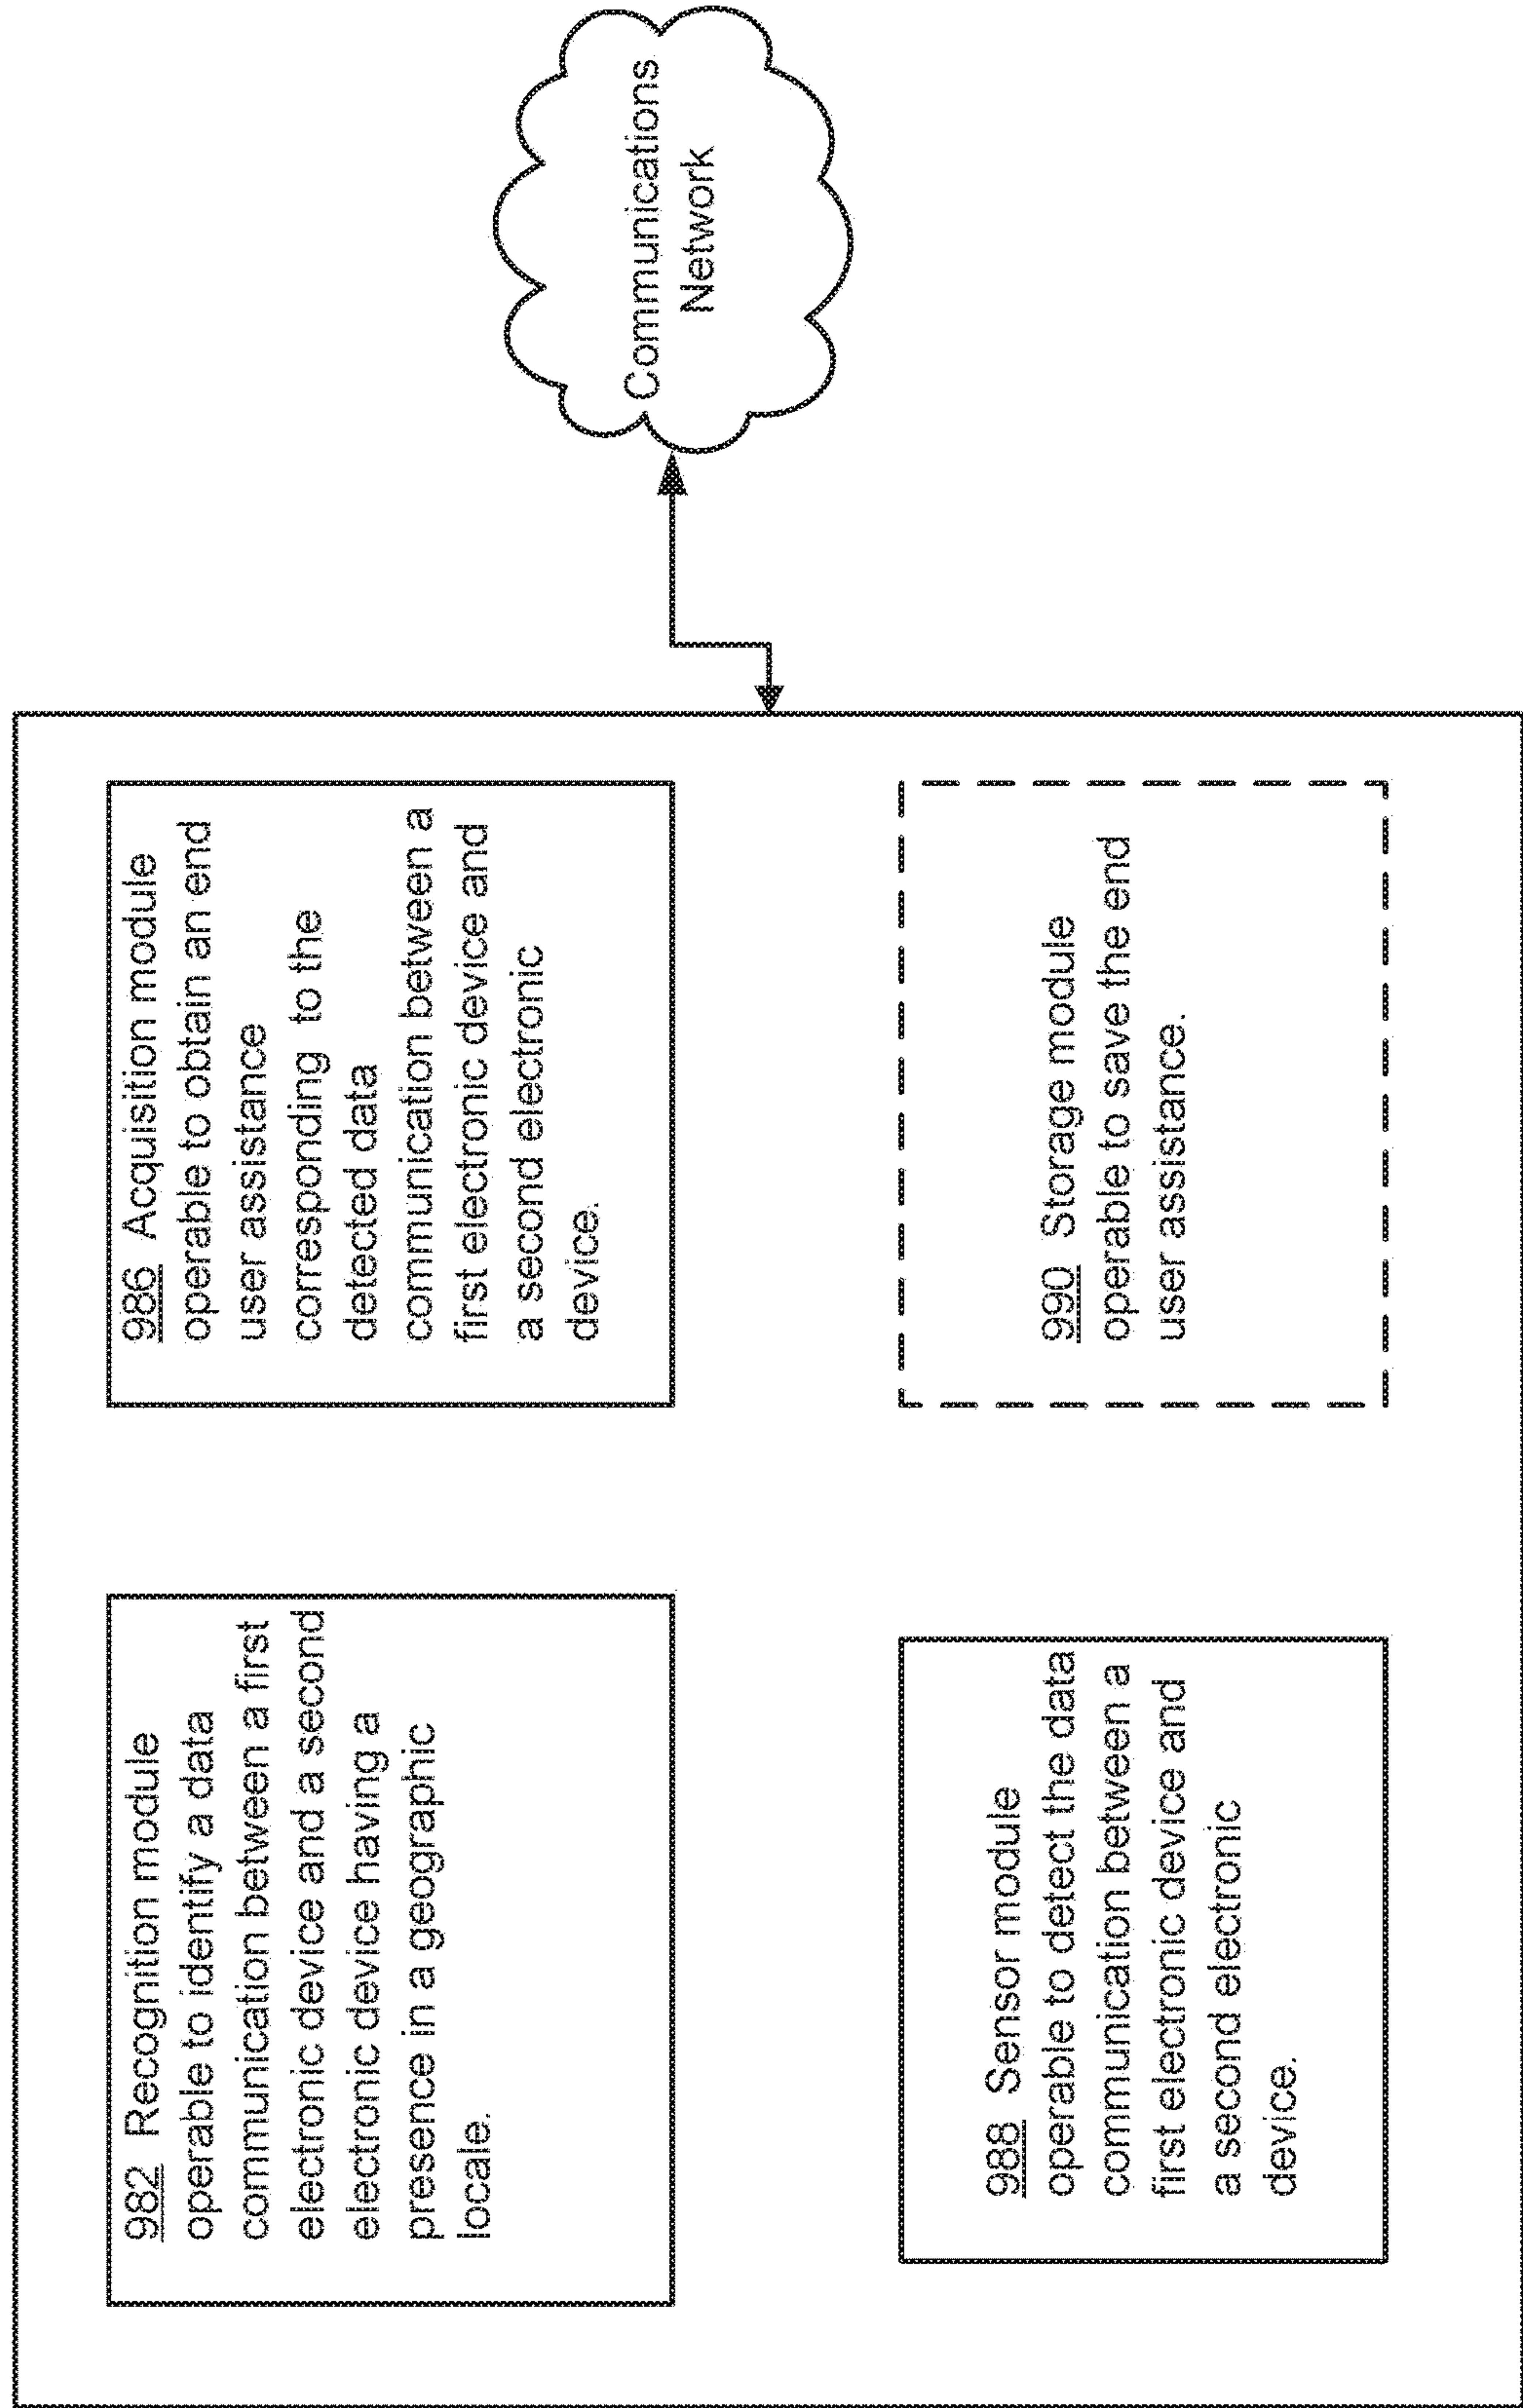 982 Recognition module
operable to identify a data
communication between a first
electronic device and a second
electronic device having a
presence in a geographic
locale.
986 Acquisition module
operable to obtain an end
user assistance
corresponding to the
detected data
communication between a
first electronic device and
a second electronic
device.
988 Sensor module
operable to detect the data
communication between a
first electronic device and
a second electronic
device.
990 Storage module
operable to save the end
user assistance.
Communications
Network